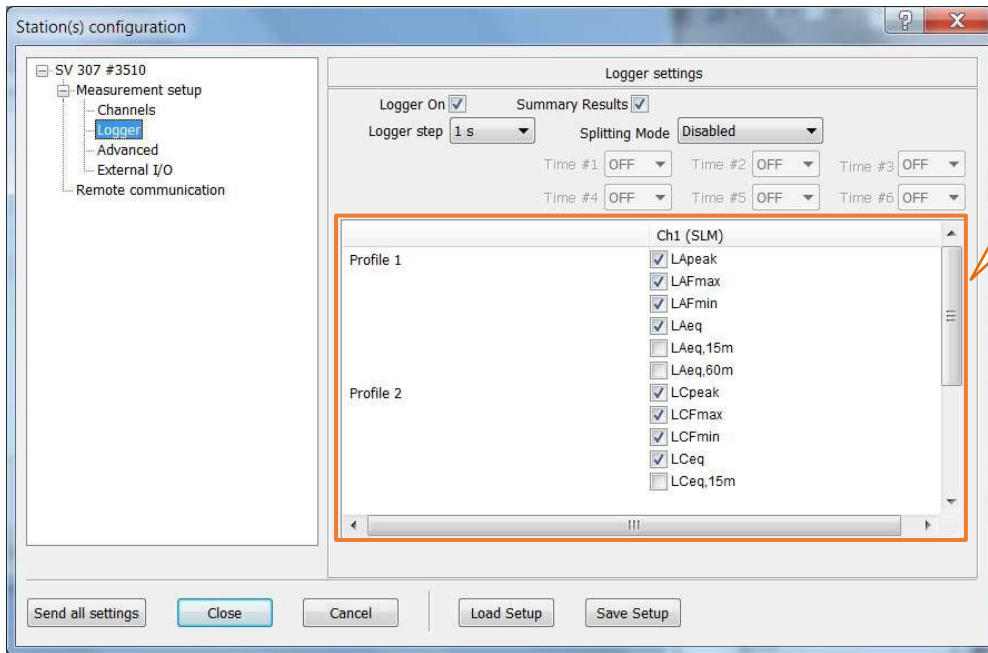 Station(s) configuration
SV 307 #3510
Measurement setup
Channels
Logger
Advanced
External I/O
Remote communication
Logger settings
Logger On Summary Results
Logger step 1 s Splitting Mode Disabled
Time #1 OFF Time #2 OFF Time #3 OFF
Time #4 OFF Time #5 OFF Time #6 OFF
Ch1 (SLM)
Profile 1 LApeak
LAFmax
LAFmin
LAeq
LAeq,15m
LAeq,60m
Profile 2 LCpeak
LCFmax
LCFmin
LCeq
LCeq,15m
Send all settings Close Cancel Load Setup Save Setup